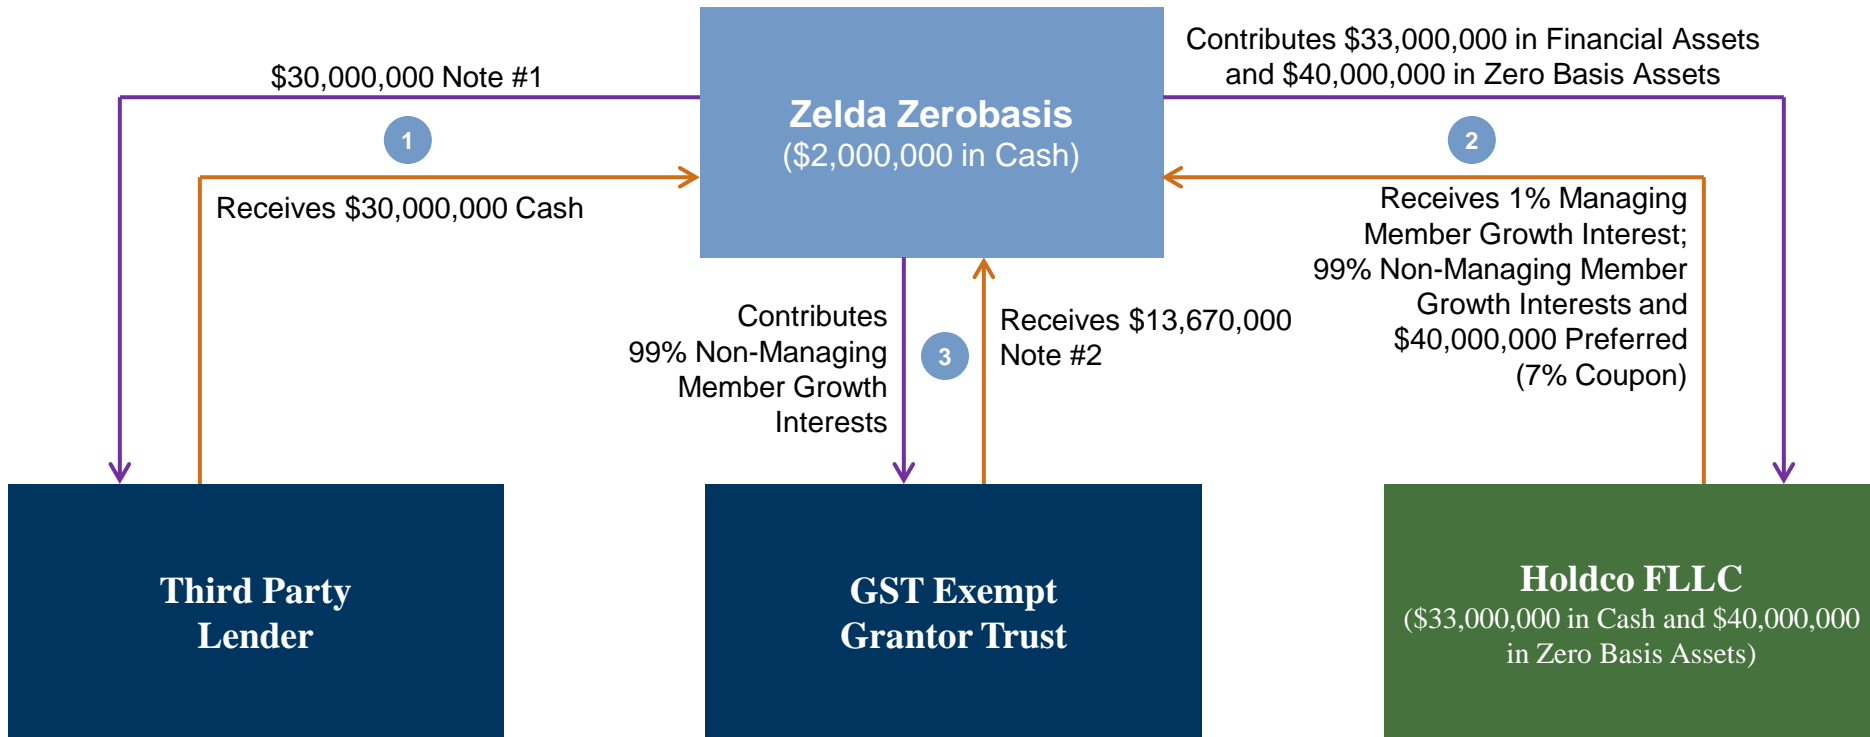 $30,000,000 Note #1
1
Receives $30,000,000 Cash
Zelda Zerobasis
($2,000,000 in Cash)
Contributes $33,000,000 in Financial Assets
and $40,000,000 in Zero Basis Assets
2
Receives 1% Managing
Member Growth Interest;
99% Non-Managing Member
Growth Interests and
$40,000,000 Preferred
(7% Coupon)
Contributes
99% Non-Managing
Member Growth
Interests
3
Receives $13,670,000
Note #2
Third Party
Lender
GST Exempt
Grantor Trust
Holdco FLLC
($33,000,000 in Cash and $40,000,000
in Zero Basis Assets)